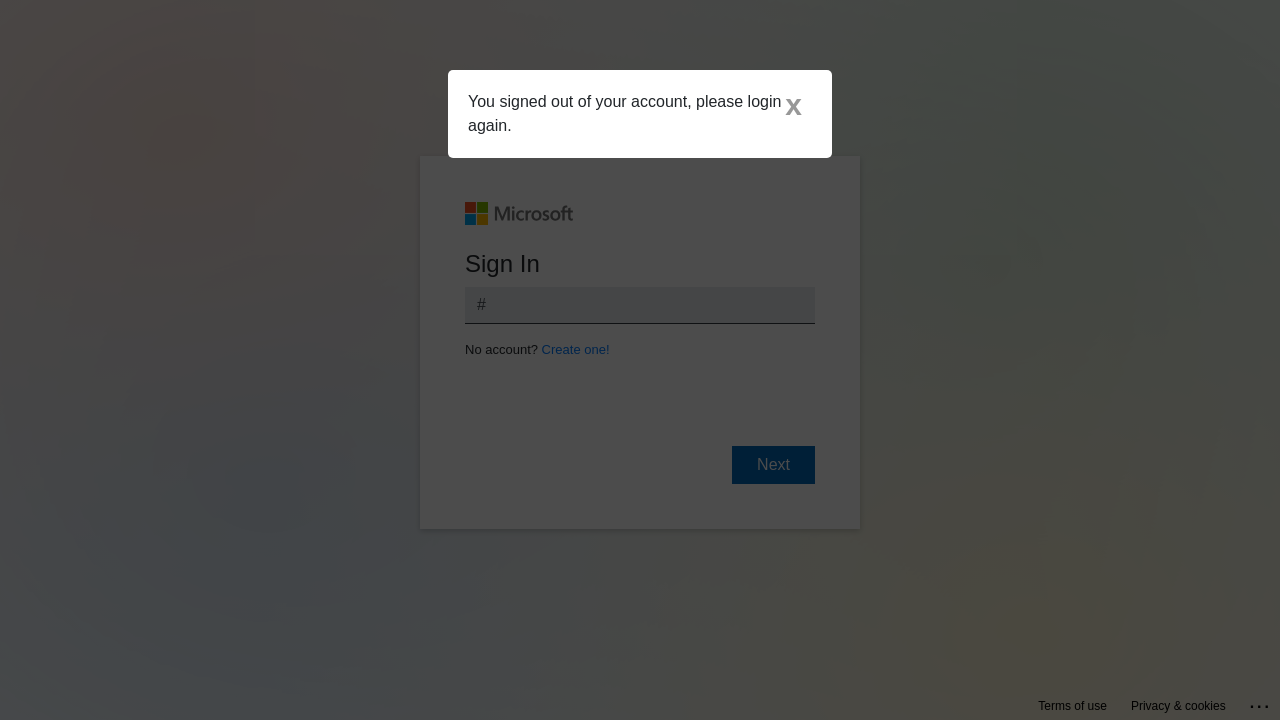 You signed out of your account, please login x
again.
Microsoft
Sign In
#
No account? Create one!
Next
Terms of use Privacy & cookies ...